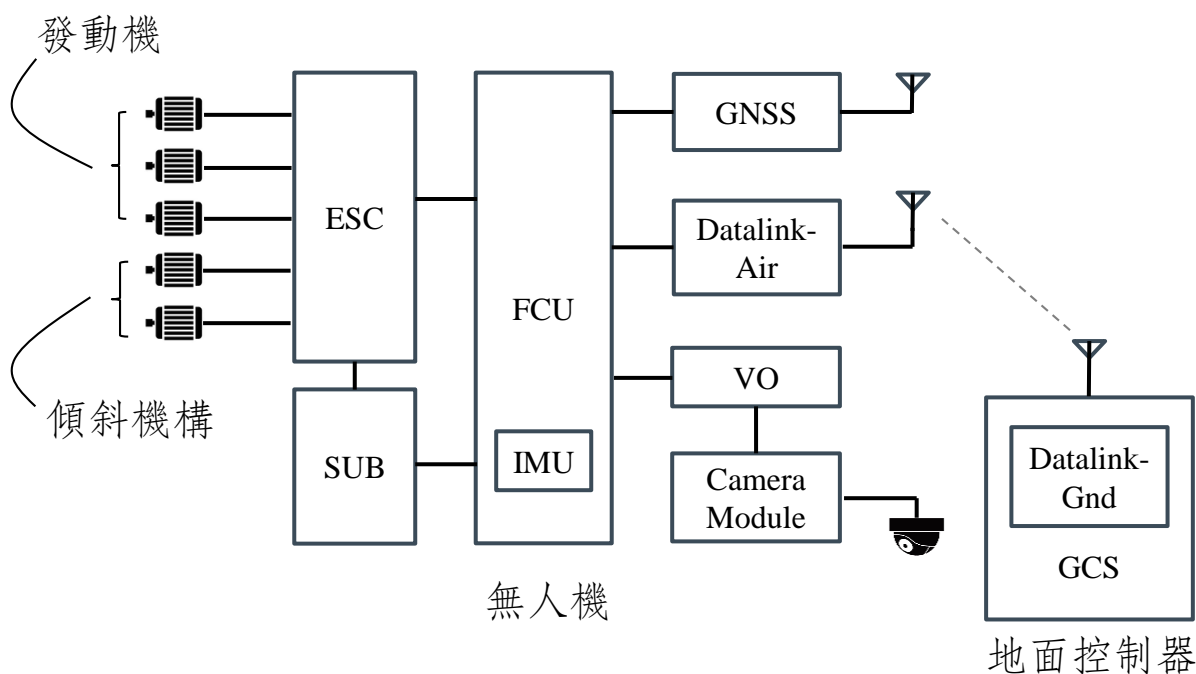 發動機
ESC
FCU
GNSS
Datalink-
Air
VO
傾斜機構
SUB
IMU
Camera
Module
Datalink-
Gnd
GCS
無人機
地面控制器